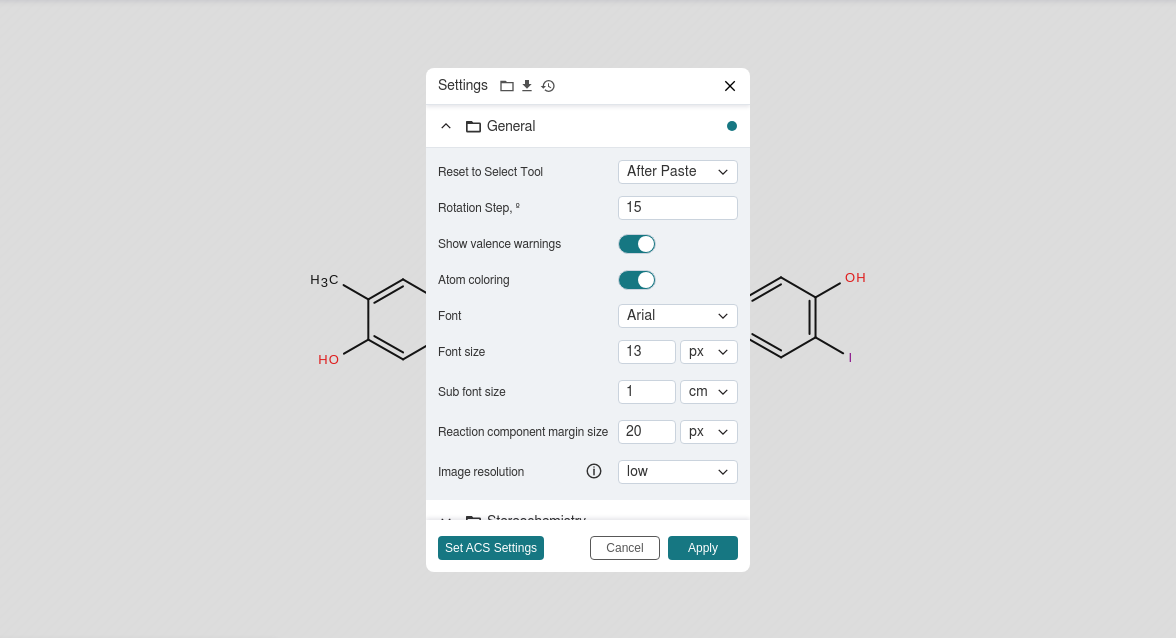 Settings
General
Reset to Select Tool After Paste
Rotation Step, º 15
Show valence warnings
Atom coloring
Font Arial
Font size 13 px
Sub font size 1 cm
Reaction component margin size 20 px
Image resolution low
Stereochemistry
Set ACS Settings Cancel Apply
H3C
HO
OH
I